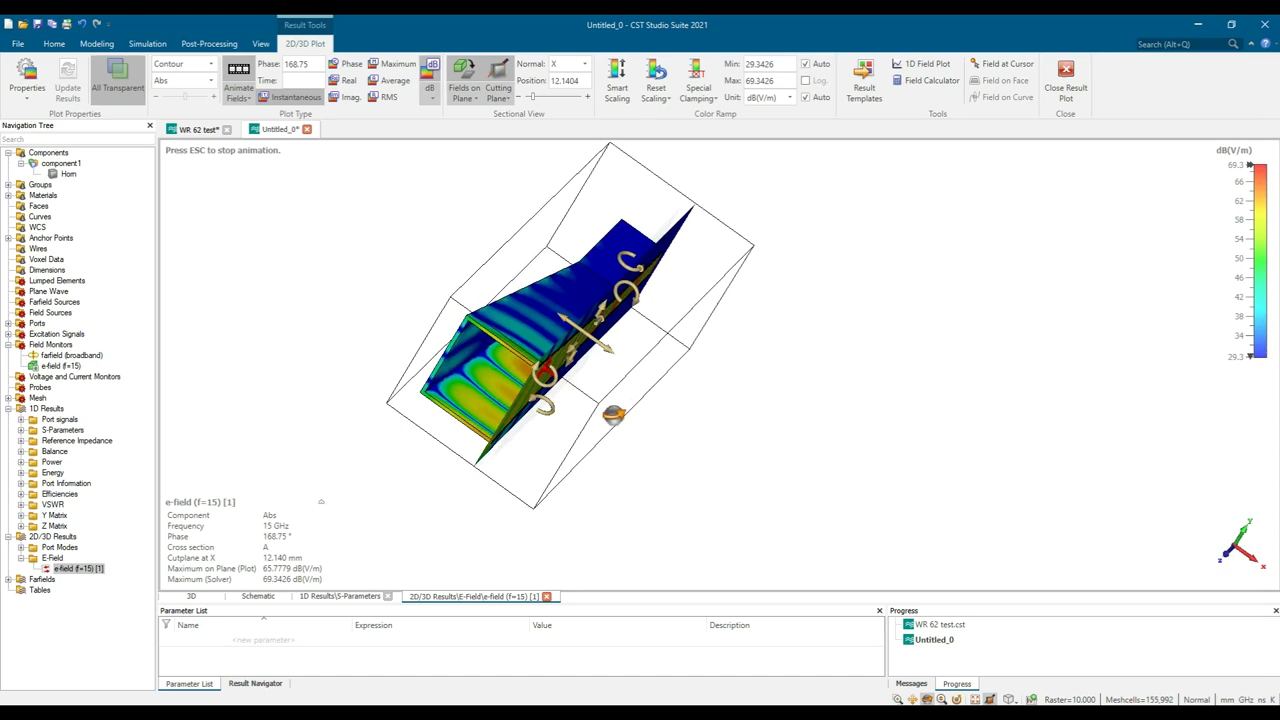 Result Tools
Untitled_0 - CST Studio Suite 2021
File Home Modeling Simulation Post-Processing View 2D/3D Plot
Search (Alt+Q)
Contour
Phase: 168.75
Phase
Maximum
Normal: X
Min: 29.3426 Auto
1D Field Plot
Field at Cursor
Abs
Time:
Real
Average
Position: 12.1404
Max: 69.3426 Log.
Field Calculator
Field on Face
Properties
Update Results
All Transparent
Animate Fields
Instantaneous
Imag.
RMS
dB
Fields on Plane
Cutting Plane
Smart Scaling
Reset Scaling
Special Clamping
Unit: dB(V/m) Auto
Result Templates
Field on Curve
Close Result Plot
Plot Properties
Plot Type
Sectional View
Color Ramp
Tools
Close
Navigation Tree
WR 62 test*
Untitled_0*
Search
Press ESC to stop animation.
dB(V/m)
69.3
66
62
58
54
50
46
42
38
34
29.3
Components
component1
Horn
Groups
Materials
Faces
Curves
WCS
Anchor Points
Wires
Voxel Data
Dimensions
Lumped Elements
Plane Wave
Farfield Sources
Field Sources
Ports
Excitation Signals
Field Monitors
farfield (broadband)
e-field (f=15)
Voltage and Current Monitors
Probes
Mesh
1D Results
Port signals
S-Parameters
Reference Impedance
Balance
Power
Energy
Port Information
Efficiencies
VSWR
Y Matrix
Z Matrix
2D/3D Results
Port Modes
E-Field
e-field (f=15) [1]
Farfields
Tables
e-field (f=15) [1]
Component Abs
Frequency 15 GHz
Phase 168.75 °
Cross section A
Cutplane at X 12.140 mm
Maximum on Plane (Plot) 65.7779 dB(V/m)
Maximum (Solver) 69.3426 dB(V/m)
y
x
z
3D Schematic 1D Results\S-Parameters 2D/3D Results\E-Field\e-field (f=15) [1]
Parameter List
Progress
Name Expression Value Description
<new parameter>
WR 62 test.cst
Untitled_0
Parameter List Result Navigator
Messages Progress
Raster=10.000 Meshcells=155,992 Normal mm GHz ns K